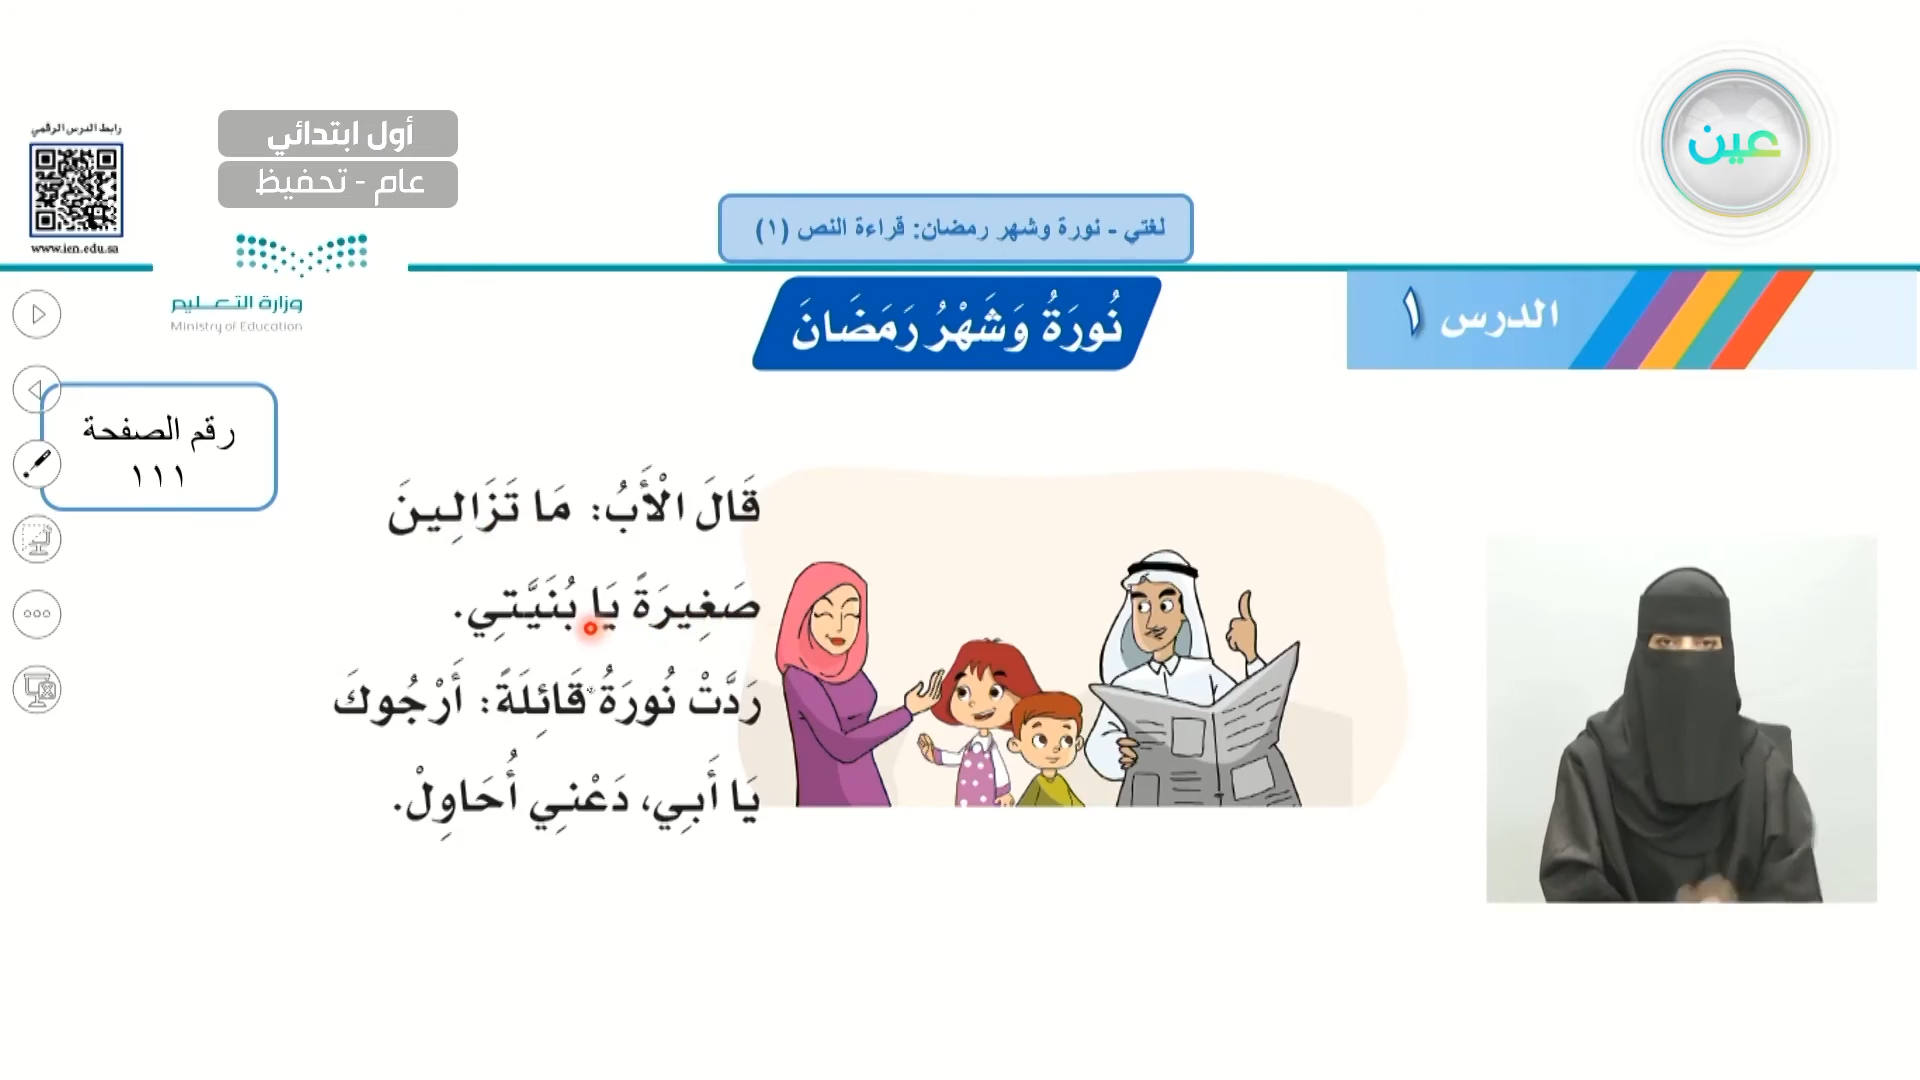 عين
أول ابتدائي
عام - تحفيظ
رابط الدرس الرقمي
www.ien.edu.sa
لغتي - نورة وشهر رمضان: قراءة النص (١)
وزارة التعليم
Ministry of Education
الدرس ١
نُورَةُ وَشَهْرُ رَمَضَانَ
رقم الصفحة
١١١
قَالَ الْأَبُ: مَا تَزَالِينَ
صَغِيرَةً يَا بُنَيَّتِي.
رَدَّتْ نُورَةُ قَائِلَةً: أَرْجُوكَ
يَا أَبِي، دَعْنِي أُحَاوِلْ.